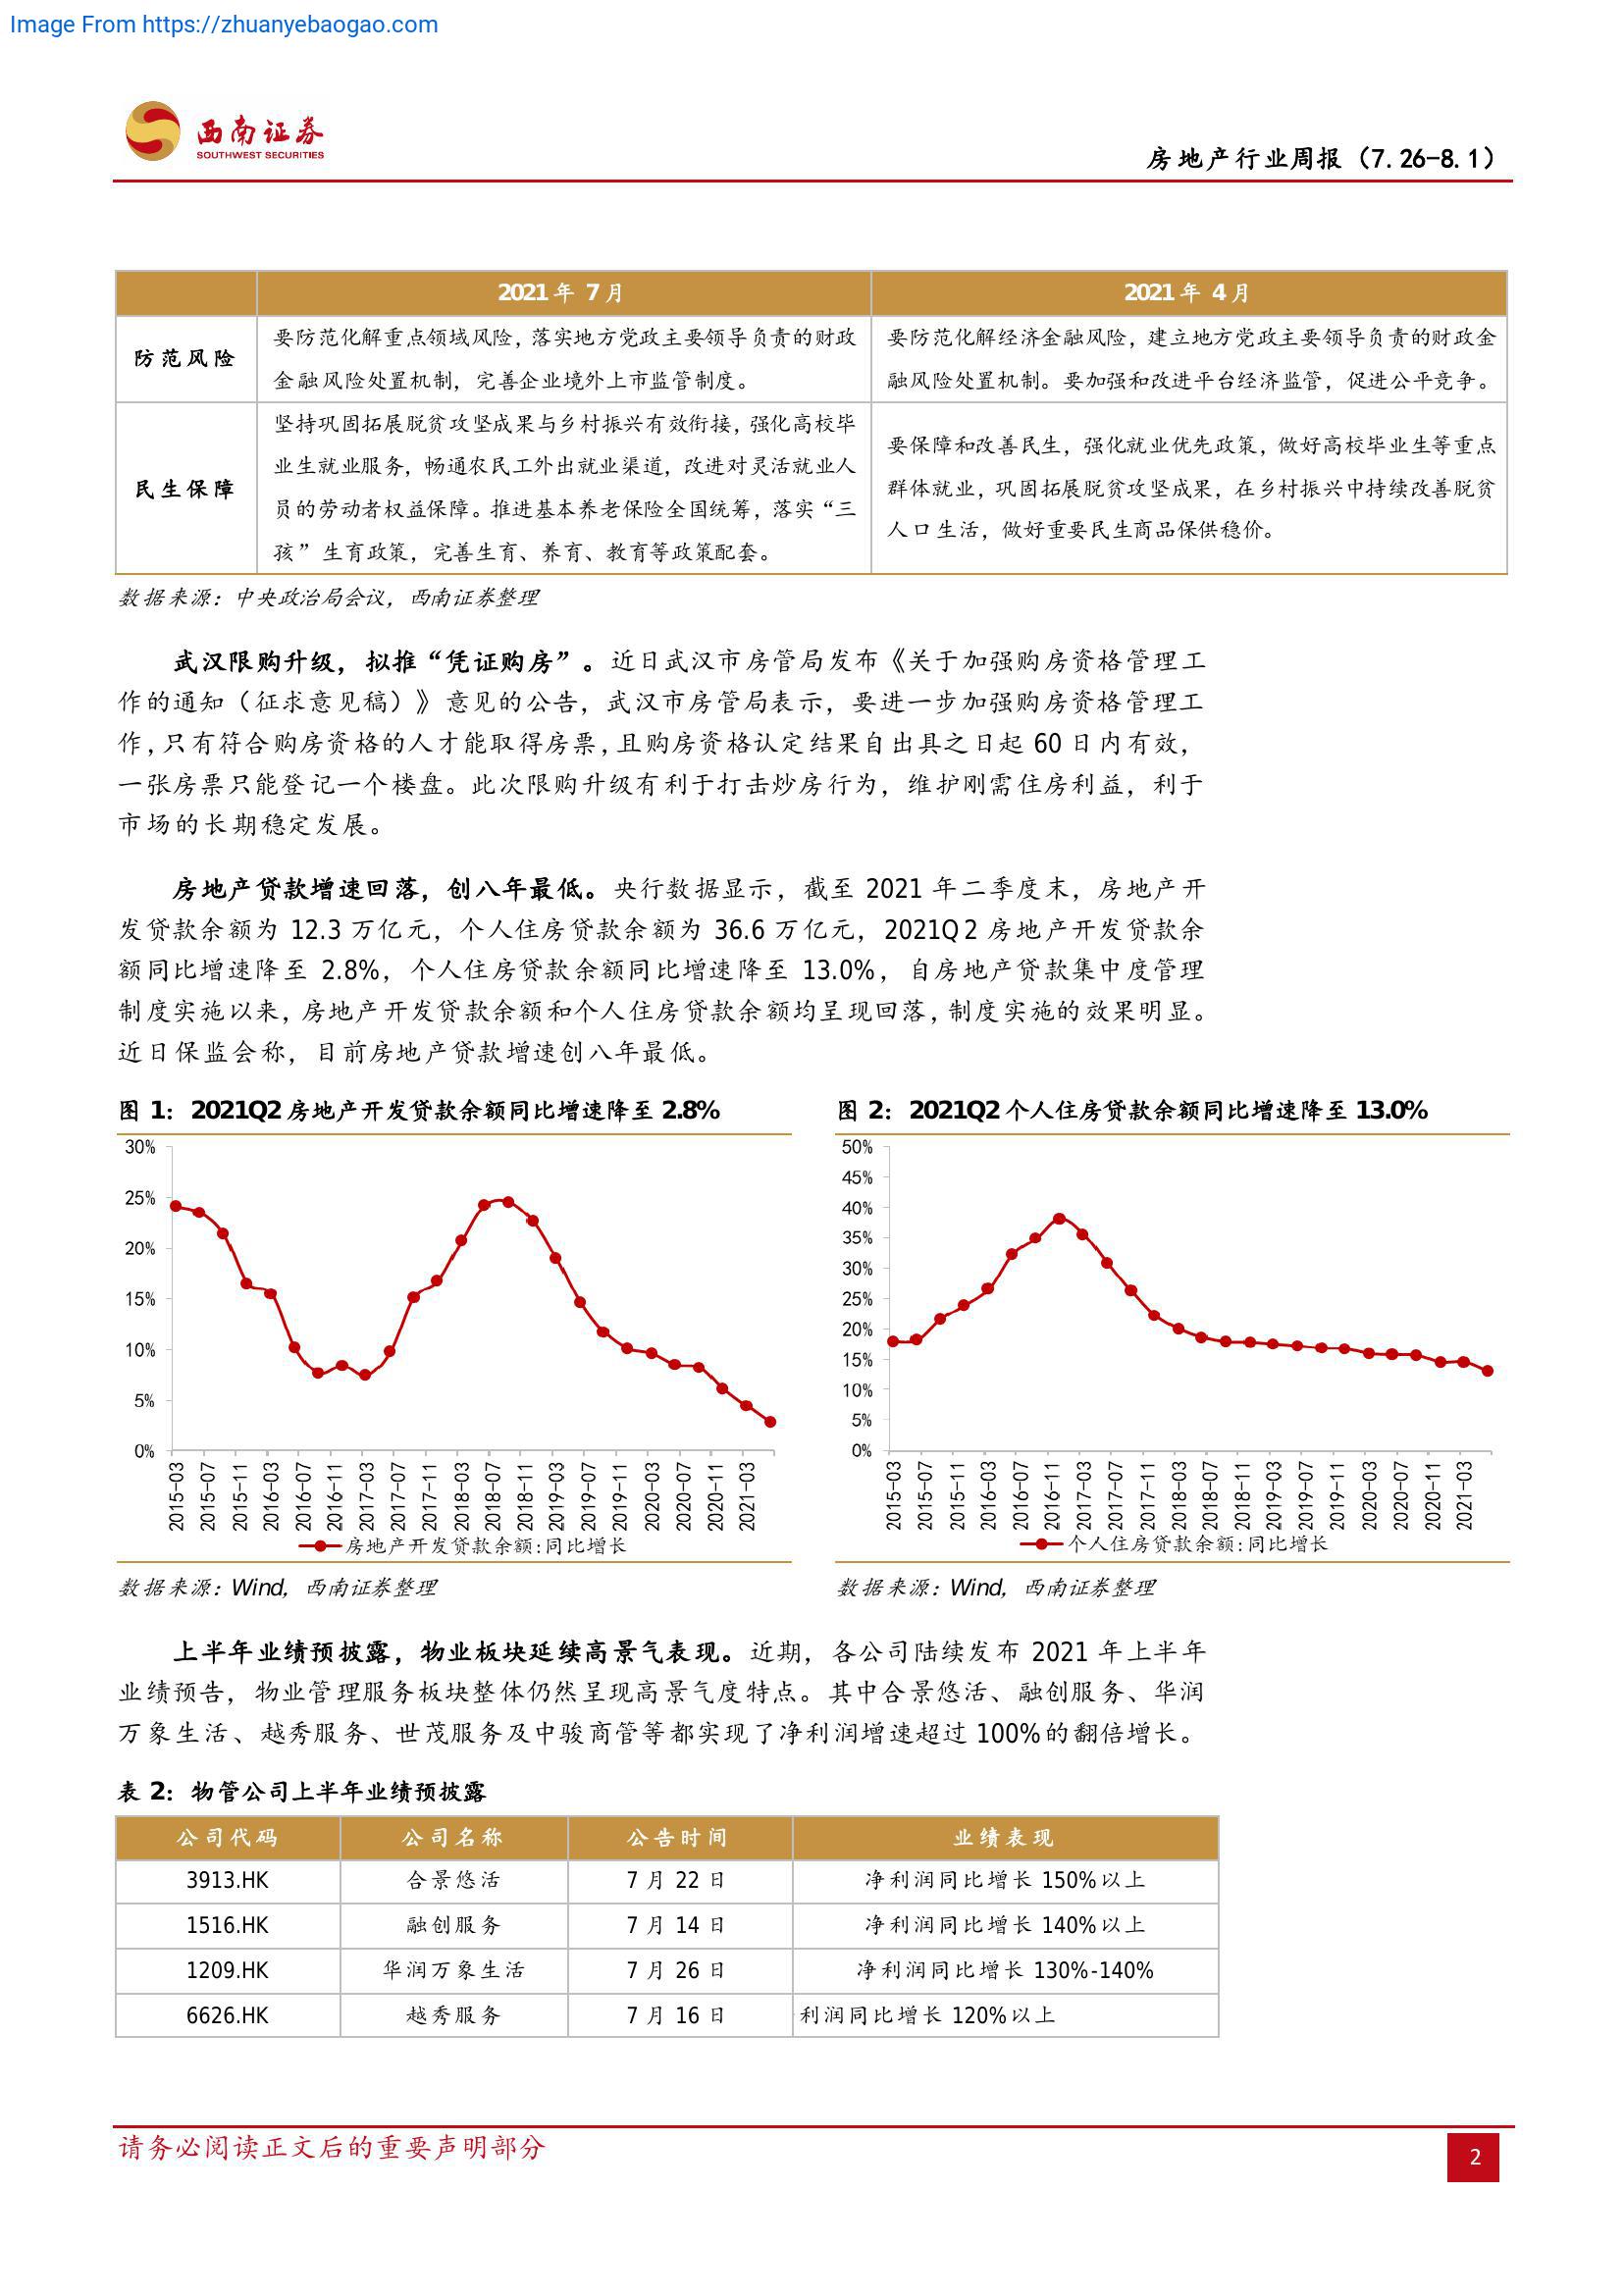 Image From https://zhuanyebaogao.com
西南证券
SOUTHWEST SECURITIES
房地产行业周报（7.26-8.1）
2021 年 7 月 2021 年 4 月
防范风险
要防范化解重点领域风险，落实地方党政主要领导负责的财政
金融风险处置机制，完善企业境外上市监管制度。
要防范化解经济金融风险，建立地方党政主要领导负责的财政金
融风险处置机制。要加强和改进平台经济监管，促进公平竞争。
民生保障
坚持巩固拓展脱贫攻坚成果与乡村振兴有效衔接，强化高校毕
业生就业服务，畅通农民工外出就业渠道，改进对灵活就业人
员的劳动者权益保障。推进基本养老保险全国统筹，落实“三
孩”生育政策，完善生育、养育、教育等政策配套。
要保障和改善民生，强化就业优先政策，做好高校毕业生等重点
群体就业，巩固拓展脱贫攻坚成果，在乡村振兴中持续改善脱贫
人口生活，做好重要民生商品保供稳价。
数据来源：中央政治局会议，西南证券整理
武汉限购升级，拟推“凭证购房”。近日武汉市房管局发布《关于加强购房资格管理工
作的通知（征求意见稿）》意见的公告，武汉市房管局表示，要进一步加强购房资格管理工
作，只有符合购房资格的人才能取得房票，且购房资格认定结果自出具之日起 60 日内有效，
一张房票只能登记一个楼盘。此次限购升级有利于打击炒房行为，维护刚需住房利益，利于
市场的长期稳定发展。
房地产贷款增速回落，创八年最低。央行数据显示，截至 2021 年二季度末，房地产开
发贷款余额为 12.3 万亿元，个人住房贷款余额为 36.6 万亿元，2021Q2 房地产开发贷款余
额同比增速降至 2.8%，个人住房贷款余额同比增速降至 13.0%，自房地产贷款集中度管理
制度实施以来，房地产开发贷款余额和个人住房贷款余额均呈现回落，制度实施的效果明显。
近日保监会称，目前房地产贷款增速创八年最低。
图 1：2021Q2 房地产开发贷款余额同比增速降至 2.8%
30%
25%
20%
15%
10%
5%
0%
2015-03 2015-07 2015-11 2016-03 2016-07 2016-11 2017-03 2017-07 2017-11 2018-03 2018-07 2018-11 2019-03 2019-07 2019-11 2020-03 2020-07 2020-11 2021-03
房地产开发贷款余额:同比增长
数据来源：Wind，西南证券整理
图 2：2021Q2 个人住房贷款余额同比增速降至 13.0%
50%
45%
40%
35%
30%
25%
20%
15%
10%
5%
0%
2015-03 2015-07 2015-11 2016-03 2016-07 2016-11 2017-03 2017-07 2017-11 2018-03 2018-07 2018-11 2019-03 2019-07 2019-11 2020-03 2020-07 2020-11 2021-03
个人住房贷款余额:同比增长
数据来源：Wind，西南证券整理
上半年业绩预披露，物业板块延续高景气表现。近期，各公司陆续发布 2021 年上半年
业绩预告，物业管理服务板块整体仍然呈现高景气度特点。其中合景悠活、融创服务、华润
万象生活、越秀服务、世茂服务及中骏商管等都实现了净利润增速超过 100%的翻倍增长。
表 2：物管公司上半年业绩预披露
公司代码 公司名称 公告时间 业绩表现
3913.HK 合景悠活 7 月 22 日 净利润同比增长 150%以上
1516.HK 融创服务 7 月 14 日 净利润同比增长 140%以上
1209.HK 华润万象生活 7 月 26 日 净利润同比增长 130%-140%
6626.HK 越秀服务 7 月 16 日 利润同比增长 120%以上
请务必阅读正文后的重要声明部分
2